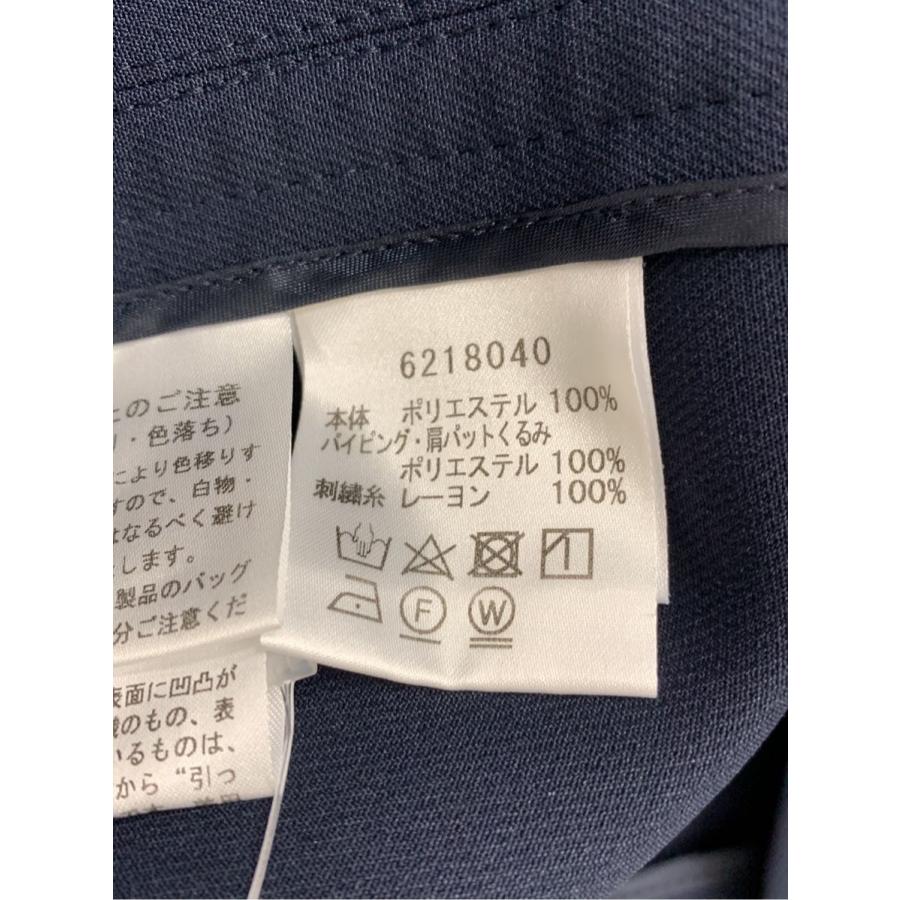 6218040
本体 ポリエステル 100%
パイピング・肩パットくるみ
ポリエステル 100%
刺繍糸 レーヨン 100%
F
W
とのご注意
・色落ち)
により色移りす
すので、白物・
はなるべく避け
します。
製品のバッグ
分ご注意くだ
表面に凹凸が
のもの、表
いるものは、
から “引っ